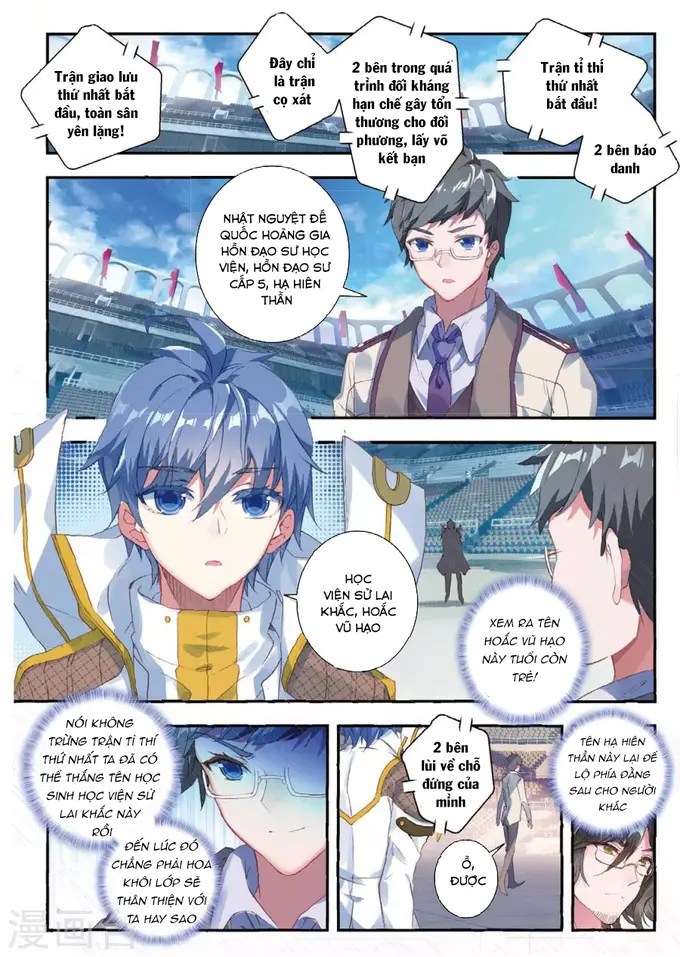 Trận giao lưu
thứ nhất bắt
đầu, toàn sân
yên lặng!
Đây chỉ
là trận
cọ xát
2 bên trong quá
trình đối kháng
hạn chế gây tổn
thương cho đối
phương, lấy võ
kết bạn
Trận tỉ thí
thứ nhất
bắt đầu!
2 bên báo
danh
NHẬT NGUYỆT ĐẾ
QUỐC HOÀNG GIA
HỒN ĐẠO SƯ HỌC
VIỆN, HỒN ĐẠO SƯ
CẤP 5, HẠ HIÊN
THẦN
HỌC
VIỆN SỬ LAI
KHẮC, HOẮC
VŨ HẠO
XEM RA TÊN
HOẮC VŨ HẠO
NÀY TUỔI CÒN
TRẺ!
NÓI KHÔNG
TRỪNG TRẬN TỈ THÍ
THỨ NHẤT TA ĐÃ CÓ
THỂ THẮNG TÊN HỌC
SINH HỌC VIỆN SỬ
LAI KHẮC NÀY
RỒI
ĐẾN LÚC ĐÓ
CHẲNG PHẢI HOA
KHÔI LỚP SẼ
THÂN THIỆN VỚI
TA HAY SAO
2 bên
lùi về chỗ
đứng của
mình
Ồ,
ĐƯỢC
TÊN HẠ HIÊN
THẦN NÀY LẠI ĐỂ
LỘ PHÍA ĐẰNG
SAU CHO NGƯỜI
KHÁC
漫画台